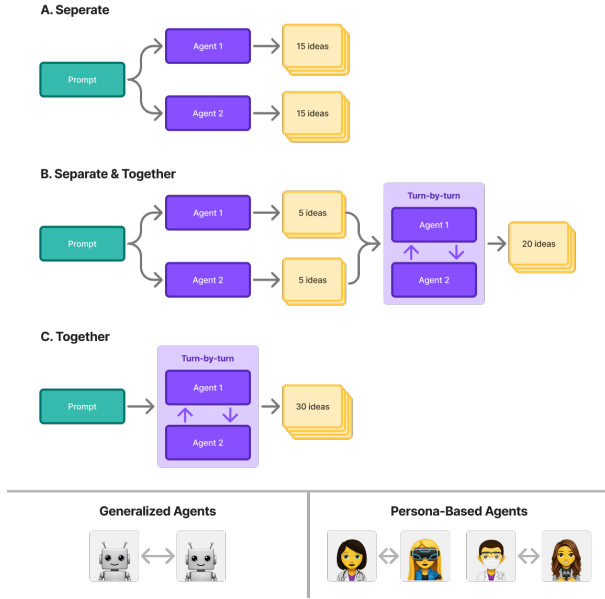 A. Seperate
Agent 1
15 ideas
Prompt
Agent 2
15 ideas
B. Separate & Together
Turn-by-turn
Agent 1
5 ideas
Agent 1
Prompt
20 ideas
Agent 2
5 ideas
Agent 2
C. Together
Turn-by-turn
Agent 1
Prompt
30 ideas
Agent 2
Generalized Agents
Persona-Based Agents